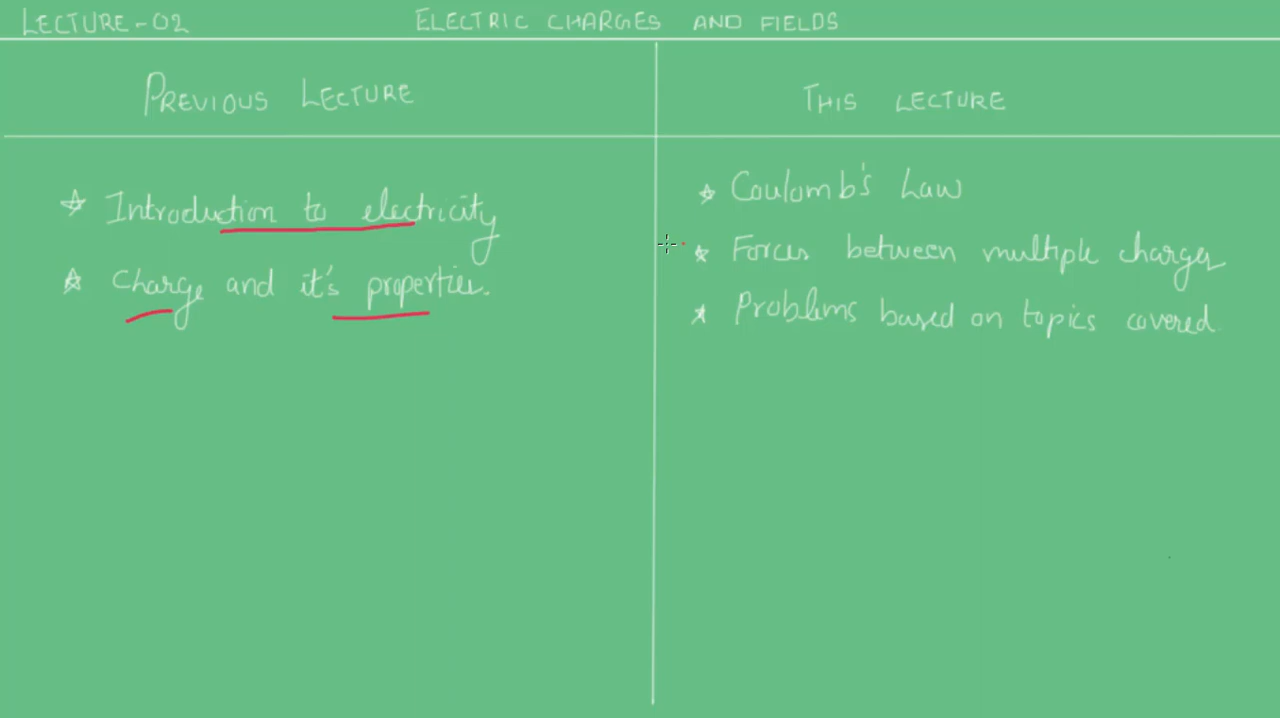 LECTURE-02
ELECTRIC CHARGES AND FIELDS
PREVIOUS LECTURE
★ Introduction to electricity
★ Charge and it's properties.
THIS LECTURE
★ Coulomb's Law
★ Forces between multiple charges
★ Problems based on topics covered.